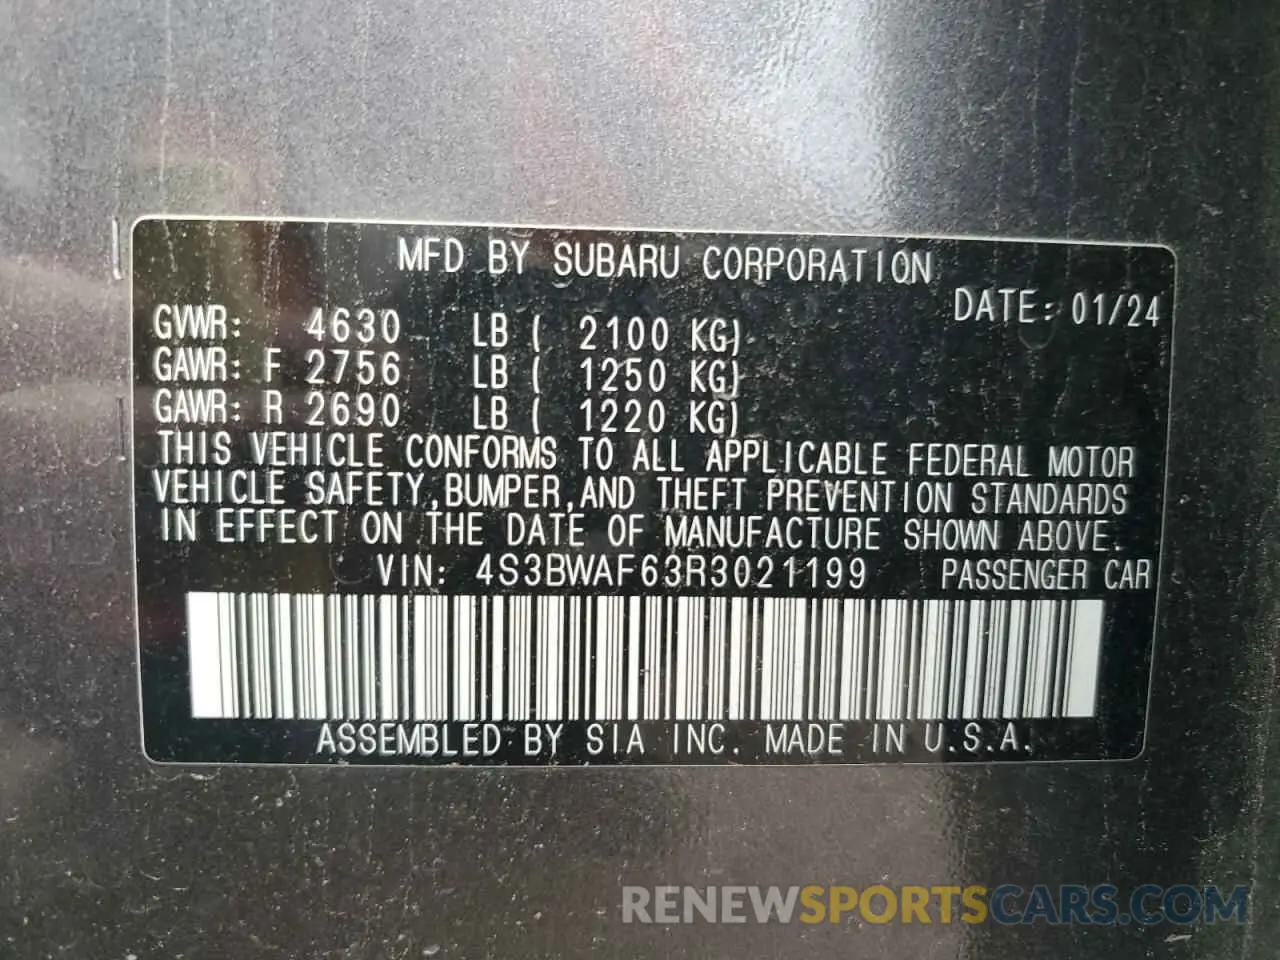 MFD BY SUBARU CORPORATION
DATE: 01/24
GVWR: 4630 LB ( 2100 KG)
GAWR: F 2756 LB ( 1250 KG)
GAWR: R 2690 LB ( 1220 KG)
THIS VEHICLE CONFORMS TO ALL APPLICABLE FEDERAL MOTOR
VEHICLE SAFETY,BUMPER,AND THEFT PREVENTION STANDARDS
IN EFFECT ON THE DATE OF MANUFACTURE SHOWN ABOVE.
VIN: 4S3BWAF63R3021199 PASSENGER CAR
ASSEMBLED BY SIA INC. MADE IN U.S.A.
RENEWSPORTSCARS.COM